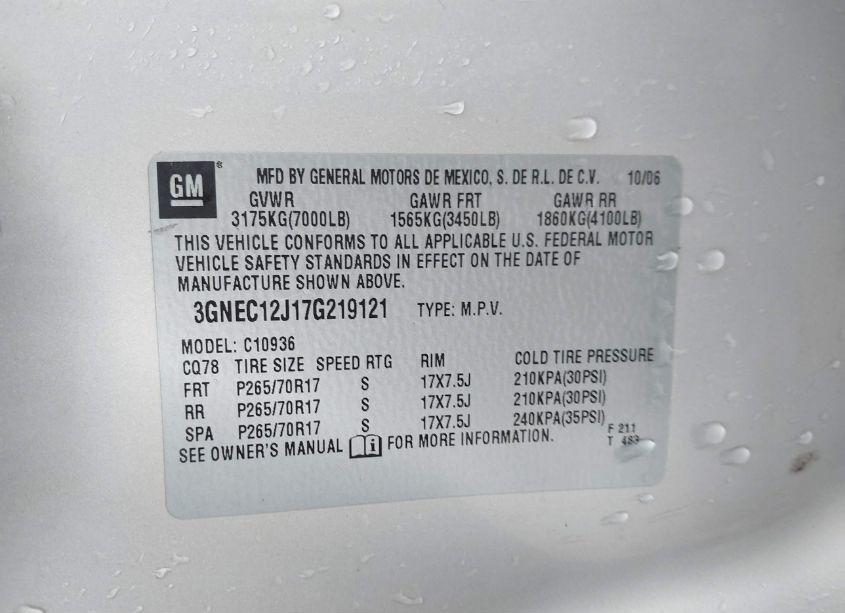 GM®
MFD BY GENERAL MOTORS DE MEXICO, S. DE R.L. DE C.V. 10/06
GVWR GAWR FRT GAWR RR
3175KG(7000LB) 1565KG(3450LB) 1860KG(4100LB)
THIS VEHICLE CONFORMS TO ALL APPLICABLE U.S. FEDERAL MOTOR
VEHICLE SAFETY STANDARDS IN EFFECT ON THE DATE OF
MANUFACTURE SHOWN ABOVE.
3GNEC12J17G219121 TYPE: M.P.V.
MODEL: C10936
CQ78 TIRE SIZE SPEED RTG RIM COLD TIRE PRESSURE
FRT P265/70R17 S 17X7.5J 210KPA(30PSI)
RR P265/70R17 S 17X7.5J 210KPA(30PSI)
SPA P265/70R17 S 17X7.5J 240KPA(35PSI)
F 211
T
SEE OWNER'S MANUAL FOR MORE INFORMATION.